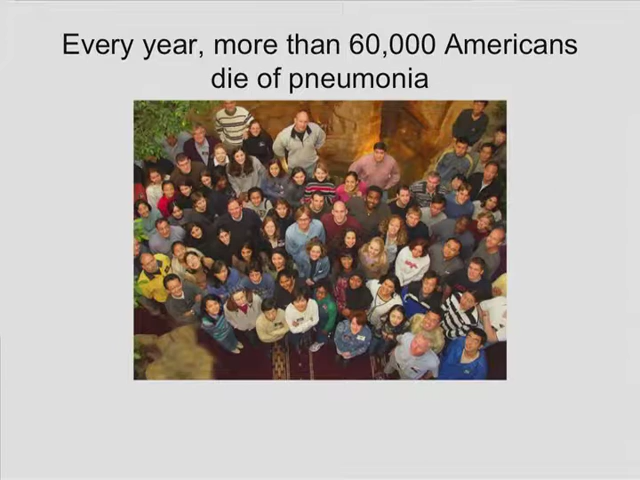 Every year, more than 60,000 Americans
die of pneumonia